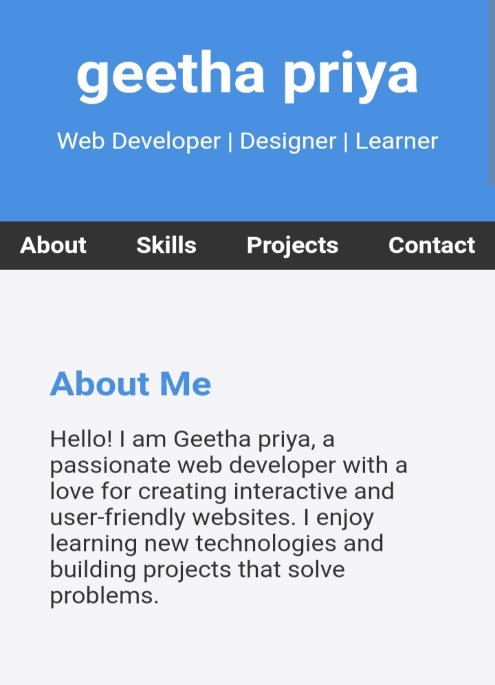 geetha priya
Web Developer | Designer | Learner
About Skills Projects Contact
About Me
Hello! I am Geetha priya, a
passionate web developer with a
love for creating interactive and
user-friendly websites. I enjoy
learning new technologies and
building projects that solve
problems.